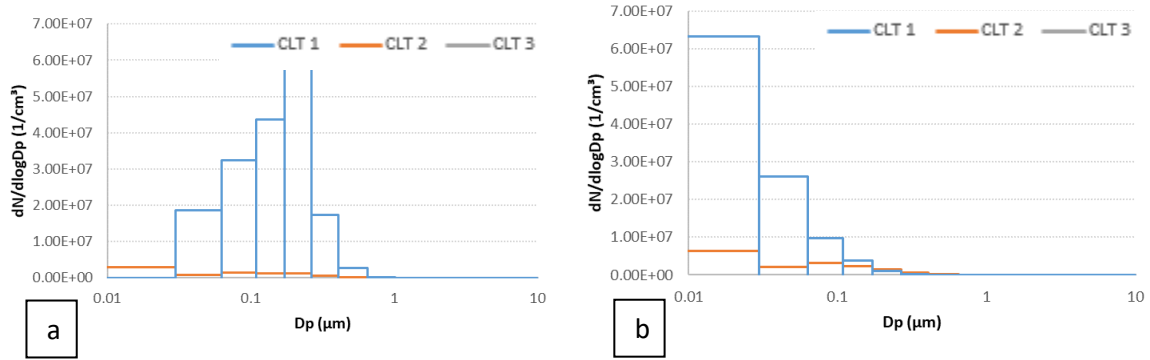 7.00E+07
CLT 1 CLT 2 CLT 3
6.00E+07
5.00E+07
4.00E+07
3.00E+07
2.00E+07
1.00E+07
0.00E+00
dN/dlogDp (1/cm³)
0.01 0.1 1 10
Dp (µm)
a
7.00E+07
CLT 1 CLT 2 CLT 3
6.00E+07
5.00E+07
4.00E+07
3.00E+07
2.00E+07
1.00E+07
0.00E+00
dN/dlogDp (1/cm³)
0.01 0.1 1 10
Dp (µm)
b